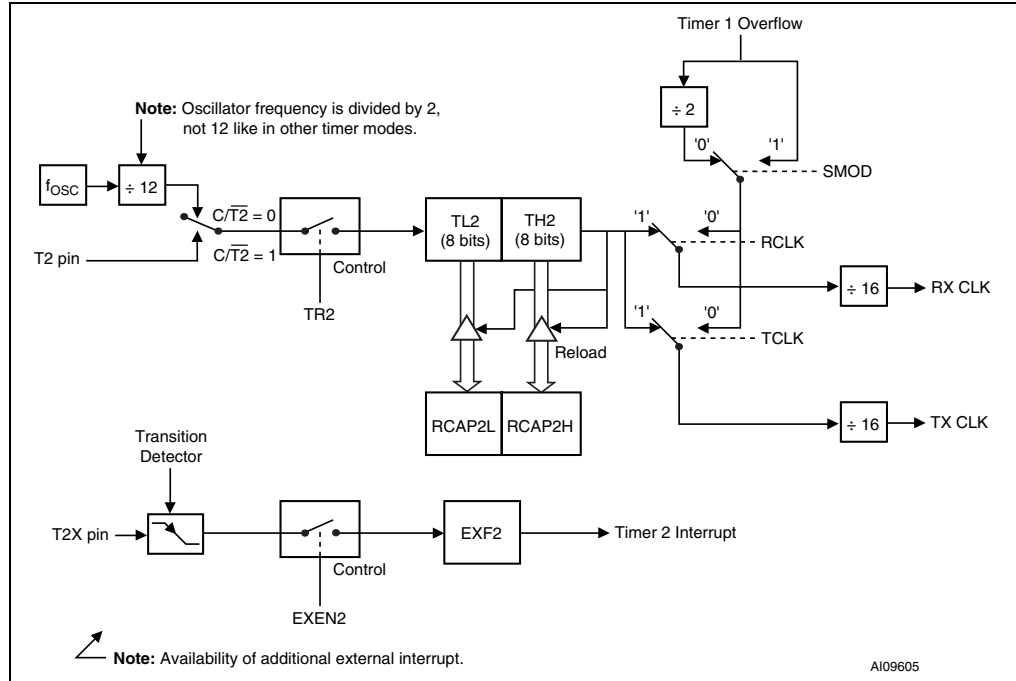 Timer 1 Overflow
Note: Oscillator frequency is divided by 2,
not 12 like in other timer modes.
÷ 2
'0'
'1'
SMOD
fOSC
÷ 12
C/T2 = 0
C/T2 = 1
T2 pin
Control
TR2
TL2
(8 bits)
TH2
(8 bits)
'1'
'0'
RCLK
÷ 16
RX CLK
'1'
'0'
TCLK
Reload
RCAP2L
RCAP2H
÷ 16
TX CLK
Transition
Detector
T2X pin
Control
EXEN2
EXF2
Timer 2 Interrupt
Note: Availability of additional external interrupt.
AI09605